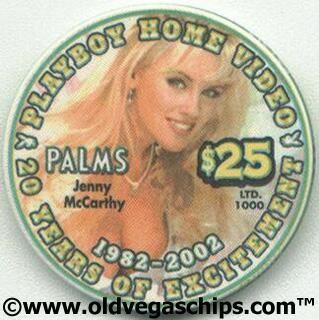 PLAYBOY HOME VIDEO
PALMS
Jenny
McCarthy
$25
LTD.
1000
1982-2002
20 YEARS OF EXCITEMENT
©www.oldvegaschips.com™